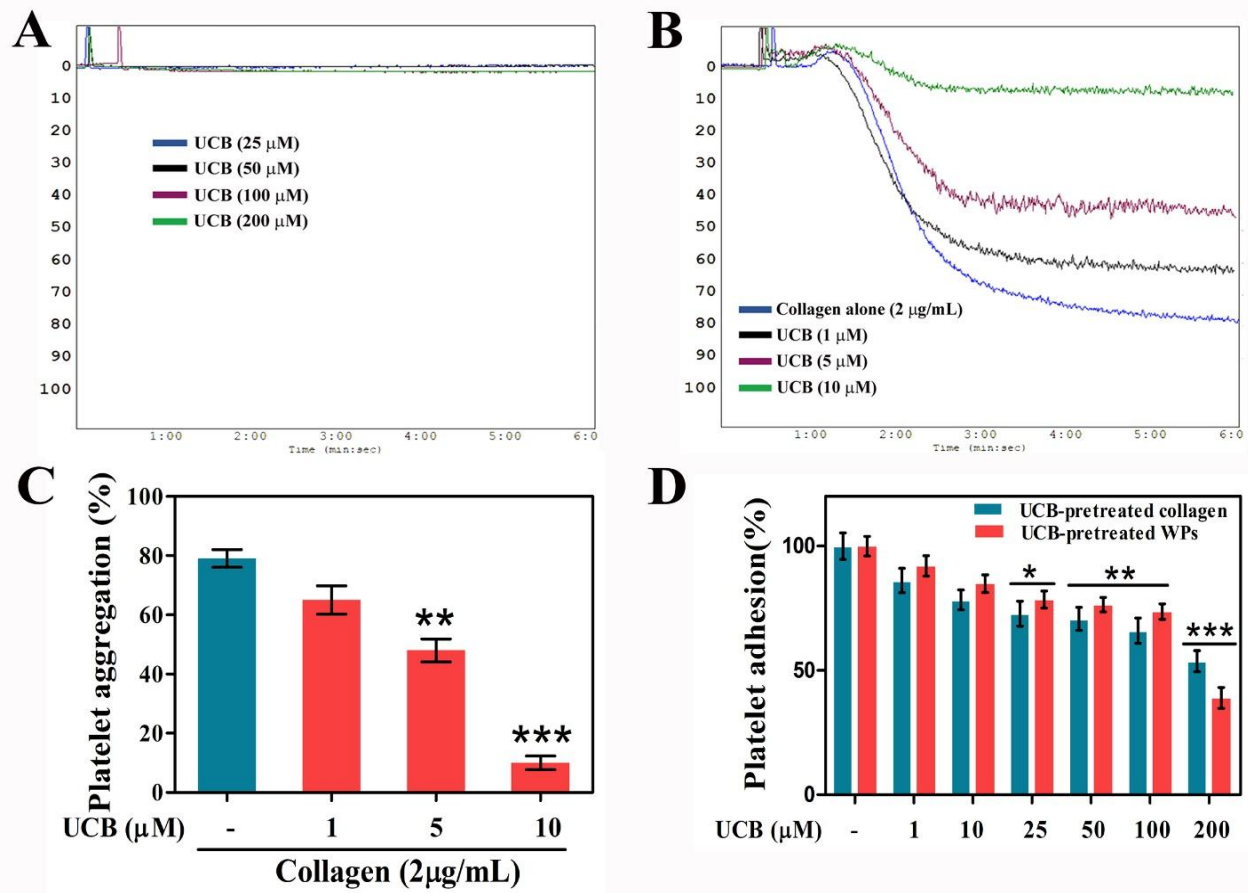 A
0
10
20
30
40
50
60
70
80
90
100
UCB (25 μM)
UCB (50 μM)
UCB (100 μM)
UCB (200 μM)
1:00 2:00 3:00 4:00 5:00 6:0
Time (min:sec)
B
0
10
20
30
40
50
60
70
80
90
100
Collagen alone (2 μg/mL)
UCB (1 μM)
UCB (5 μM)
UCB (10 μM)
1:00 2:00 3:00 4:00 5:00 6:0
Time (min:sec)
C
Platelet aggregation (%)
100
80
60
40
20
0
**
***
UCB (μM) - 1 5 10
Collagen (2μg/mL)
D
Platelet adhesion(%)
100
50
0
UCB-pretreated collagen
UCB-pretreated WPs
*
**
***
UCB (μM) - 1 10 25 50 100 200